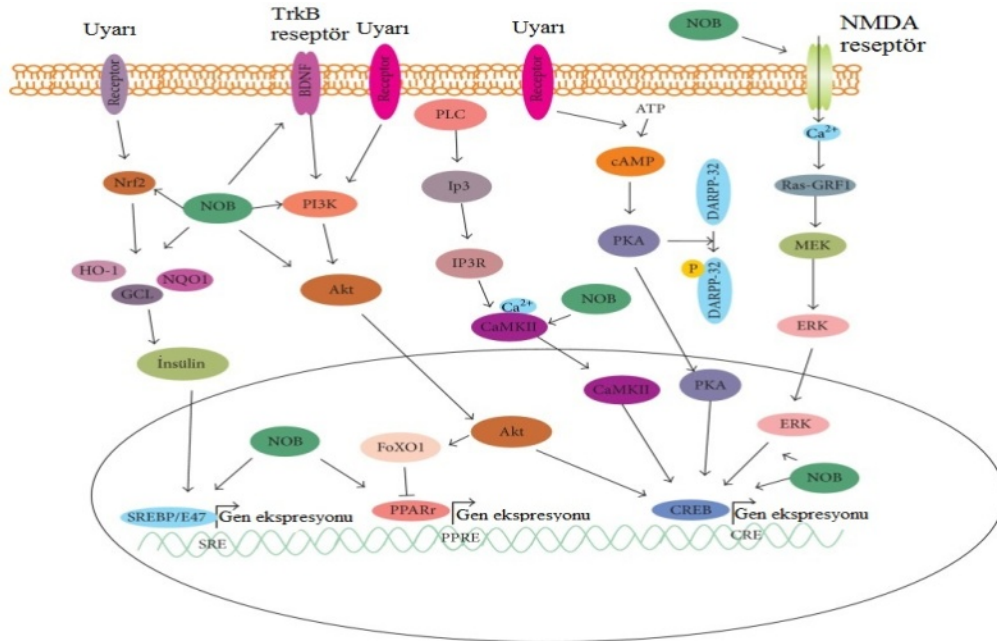 Uyarı
TrkB
reseptör
Uyarı
Uyarı
NOB
NMDA
reseptör
Receptor
BDNF
Receptor
Receptor
PLC
ATP
Ca2+
cAMP
DARPP-32
Nrf2
NOB
PI3K
Ip3
Ras-GRF1
PKA
MEK
HO-1
NQO1
GCL
Akt
IP3R
P
DARPP-32
Ca2+
NOB
CaMKII
ERK
İnsülin
CaMKII
PKA
NOB
FoXO1
Akt
ERK
NOB
SREBP/E47
Gen ekspresyonu
PPARr
Gen ekspresyonu
CREB
Gen ekspresyonu
SRE
PPRE
CRE